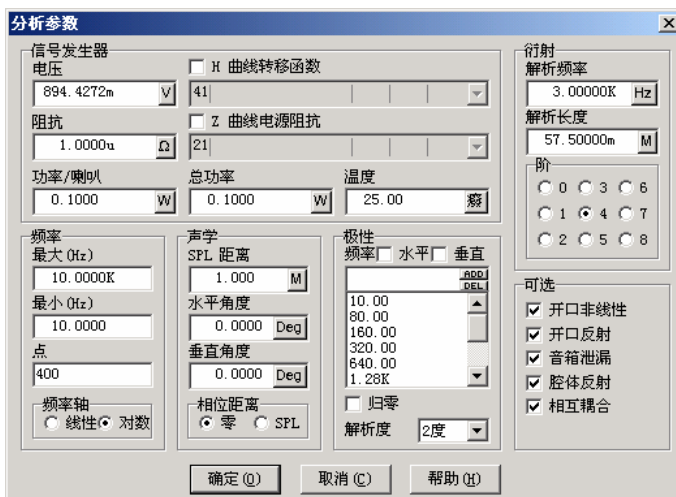 分析参数
信号发生器
电压
894.4272m V
H 曲线转移函数
41
阻抗
1.0000u Ω
Z 曲线电源阻抗
21
功率/喇叭
0.1000 W
总功率
0.1000 W
温度
25.00 癈
衍射
解析频率
3.00000K Hz
解析长度
57.50000m M
阶
0 3 6
1 4 7
2 5 8
频率
最大(Hz)
10.0000K
最小(Hz)
10.0000
点
400
频率轴
线性 对数
声学
SPL 距离
1.000 M
水平角度
0.0000 Deg
垂直角度
0.0000 Deg
相位距离
零 SPL
极性
频率 水平 垂直
ADD
DEL
10.00
80.00
160.00
320.00
640.00
1.28K
归零
解析度 2度
可选
开口非线性
开口反射
音箱泄漏
腔体反射
相互耦合
确定(O) 取消(C) 帮助(H)